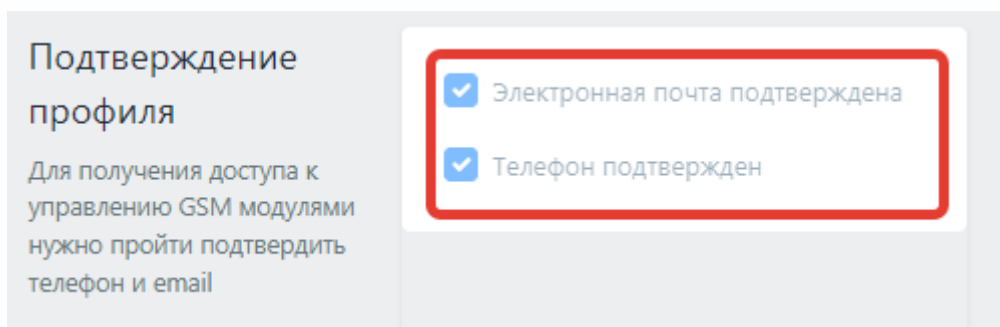 Подтверждение
профиля
Для получения доступа к
управлению GSM модулями
нужно пройти подтвердить
телефон и email
Электронная почта подтверждена
Телефон подтвержден